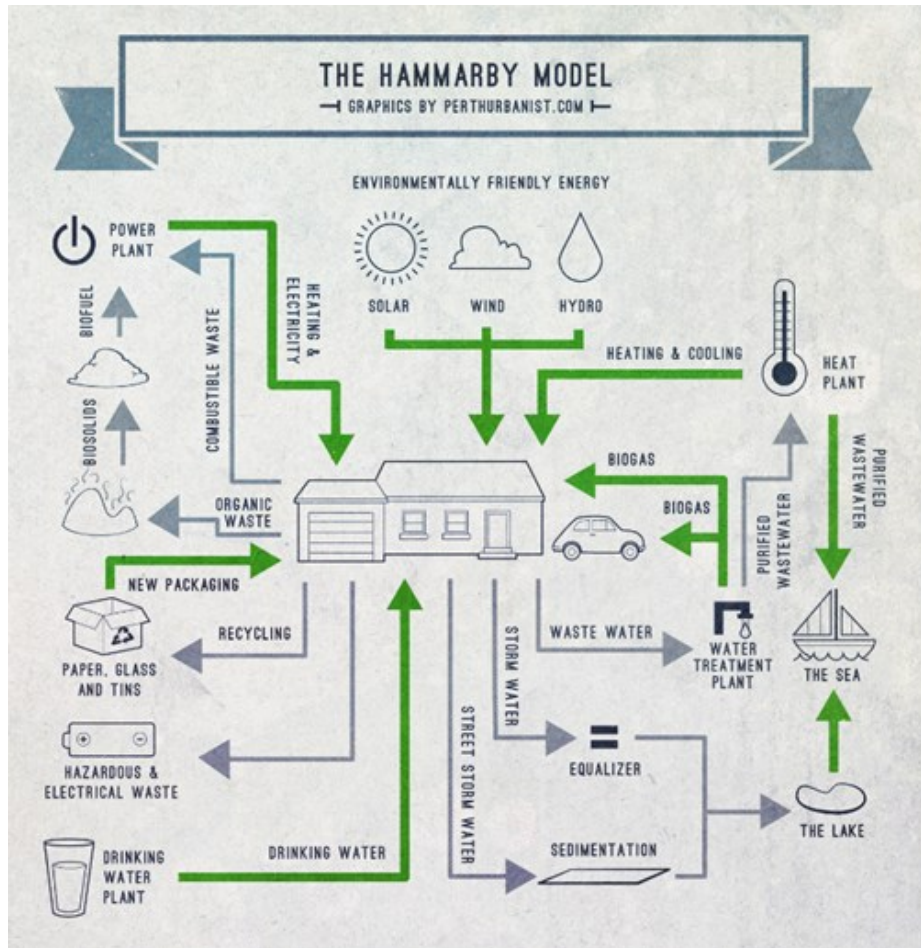 THE HAMMARBY MODEL
GRAPHICS BY PERTHURBANIST.COM
ENVIRONMENTALLY FRIENDLY ENERGY
POWER
PLANT
SOLAR
WIND
HYDRO
HEATING &
ELECTRICITY
BIOFUEL
COMBUSTIBLE WASTE
HEATING & COOLING
HEAT
PLANT
BIOSOLIDS
BIOGAS
PURIFIED
WASTEWATER
ORGANIC
WASTE
BIOGAS
PURIFIED
WASTEWATER
NEW PACKAGING
RECYCLING
PAPER, GLASS
AND TINS
STORM WATER
WASTE WATER
WATER
TREATMENT
PLANT
THE SEA
STREET STORM WATER
HAZARDOUS &
ELECTRICAL WASTE
EQUALIZER
THE LAKE
DRINKING
WATER
PLANT
DRINKING WATER
SEDIMENTATION